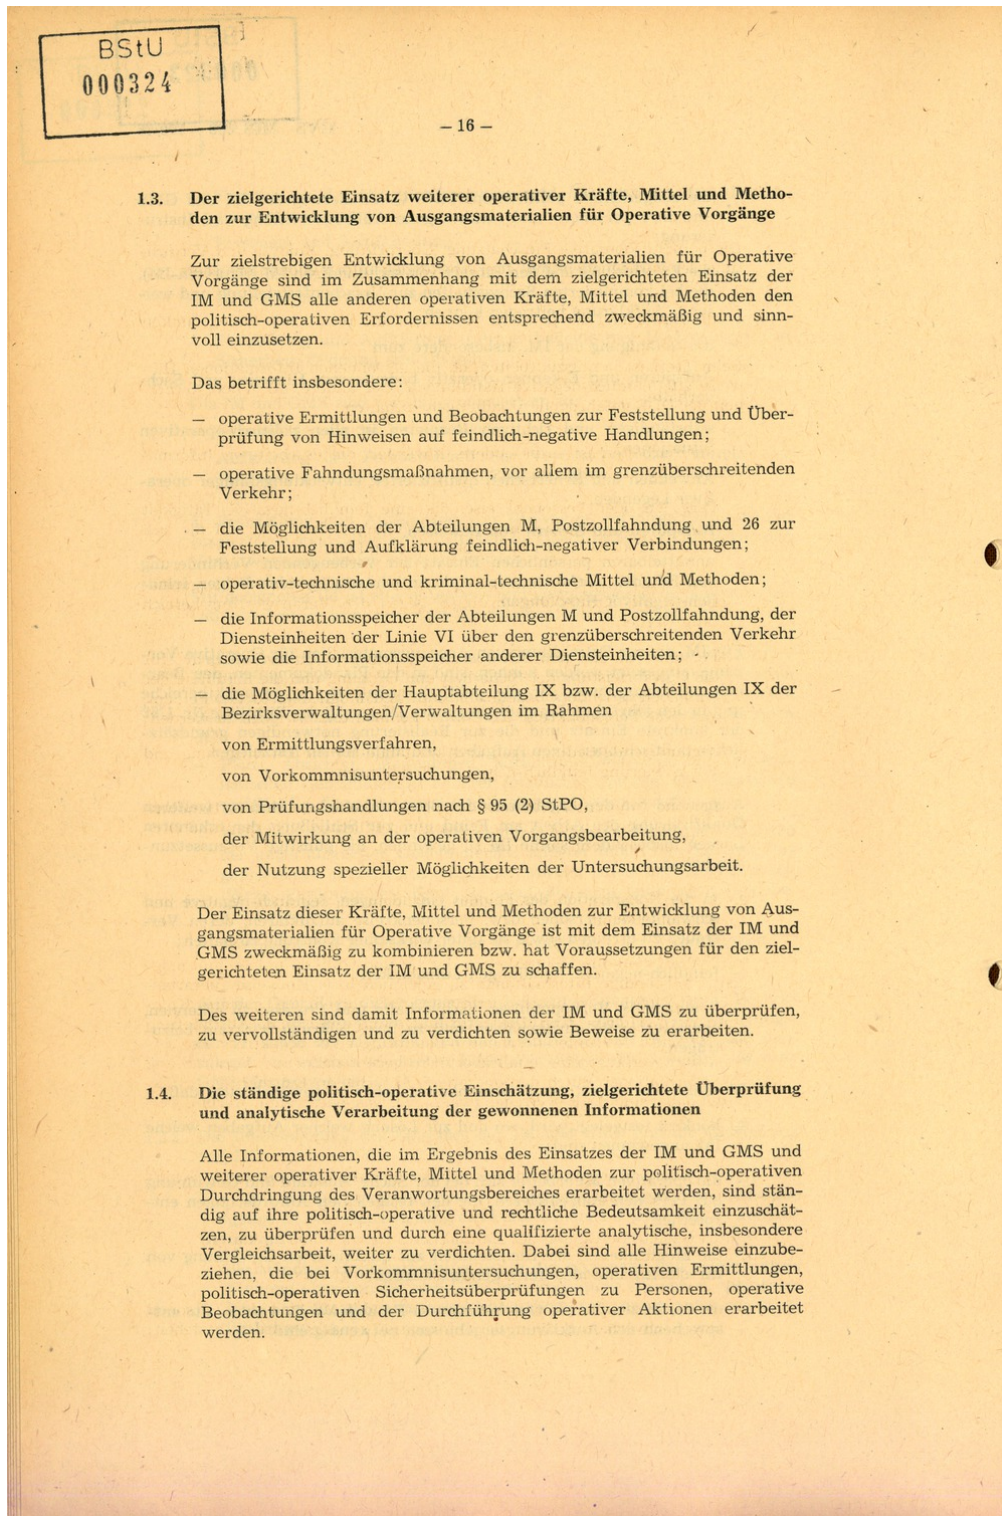 BStU
000324
– 16 –
1.3. Der zielgerichtete Einsatz weiterer operativer Kräfte, Mittel und Metho-
den zur Entwicklung von Ausgangsmaterialien für Operative Vorgänge
Zur zielstrebigen Entwicklung von Ausgangsmaterialien für Operative
Vorgänge sind im Zusammenhang mit dem zielgerichteten Einsatz der
IM und GMS alle anderen operativen Kräfte, Mittel und Methoden den
politisch-operativen Erfordernissen entsprechend zweckmäßig und sinn-
voll einzusetzen.
Das betrifft insbesondere:
— operative Ermittlungen und Beobachtungen zur Feststellung und Über-
prüfung von Hinweisen auf feindlich-negative Handlungen;
— operative Fahndungsmaßnahmen, vor allem im grenzüberschreitenden
Verkehr;
— die Möglichkeiten der Abteilungen M, Postzollfahndung und 26 zur
Feststellung und Aufklärung feindlich-negativer Verbindungen;
— operativ-technische und kriminal-technische Mittel und Methoden;
— die Informationsspeicher der Abteilungen M und Postzollfahndung, der
Diensteinheiten der Linie VI über den grenzüberschreitenden Verkehr
sowie die Informationsspeicher anderer Diensteinheiten;
— die Möglichkeiten der Hauptabteilung IX bzw. der Abteilungen IX der
Bezirksverwaltungen/Verwaltungen im Rahmen
von Ermittlungsverfahren,
von Vorkommnisuntersuchungen,
von Prüfungshandlungen nach § 95 (2) StPO,
der Mitwirkung an der operativen Vorgangsbearbeitung,
der Nutzung spezieller Möglichkeiten der Untersuchungsarbeit.
Der Einsatz dieser Kräfte, Mittel und Methoden zur Entwicklung von Aus-
gangsmaterialien für Operative Vorgänge ist mit dem Einsatz der IM und
GMS zweckmäßig zu kombinieren bzw. hat Voraussetzungen für den ziel-
gerichteten Einsatz der IM und GMS zu schaffen.
Des weiteren sind damit Informationen der IM und GMS zu überprüfen,
zu vervollständigen und zu verdichten sowie Beweise zu erarbeiten.
1.4. Die ständige politisch-operative Einschätzung, zielgerichtete Überprüfung
und analytische Verarbeitung der gewonnenen Informationen
Alle Informationen, die im Ergebnis des Einsatzes der IM und GMS und
weiterer operativer Kräfte, Mittel und Methoden zur politisch-operativen
Durchdringung des Veranwortungsbereiches erarbeitet werden, sind stän-
dig auf ihre politisch-operative und rechtliche Bedeutsamkeit einzuschät-
zen, zu überprüfen und durch eine qualifizierte analytische, insbesondere
Vergleichsarbeit, weiter zu verdichten. Dabei sind alle Hinweise einzube-
ziehen, die bei Vorkommnisuntersuchungen, operativen Ermittlungen,
politisch-operativen Sicherheitsüberprüfungen zu Personen, operative
Beobachtungen und der Durchführung operativer Aktionen erarbeitet
werden.